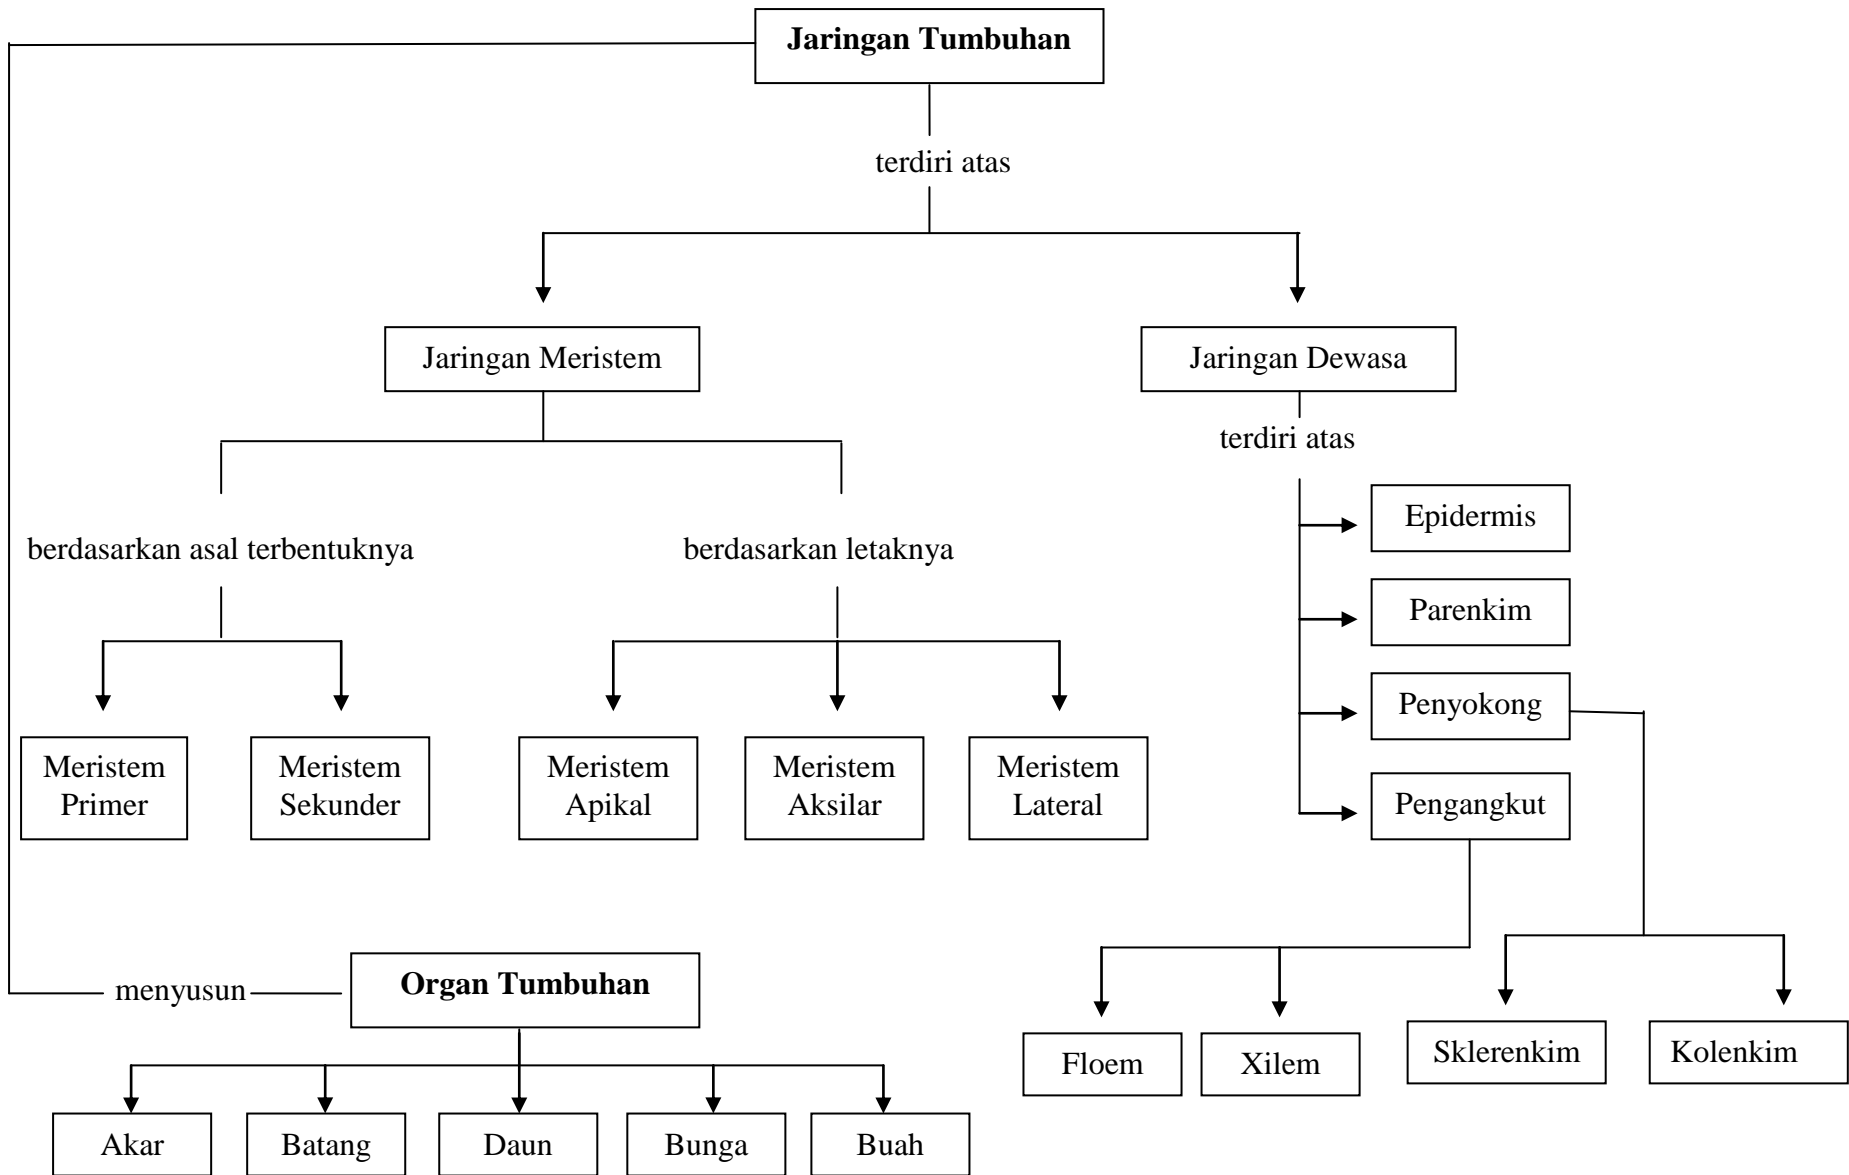 Jaringan Tumbuhan
terdiri atas
Jaringan Meristem
Jaringan Dewasa
terdiri atas
berdasarkan asal terbentuknya
berdasarkan letaknya
Epidermis
Parenkim
Penyokong
Pengangkut
Meristem
Primer
Meristem
Sekunder
Meristem
Apikal
Meristem
Aksilar
Meristem
Lateral
menyusun
Organ Tumbuhan
Floem
Xilem
Sklerenkim
Kolenkim
Akar
Batang
Daun
Bunga
Buah